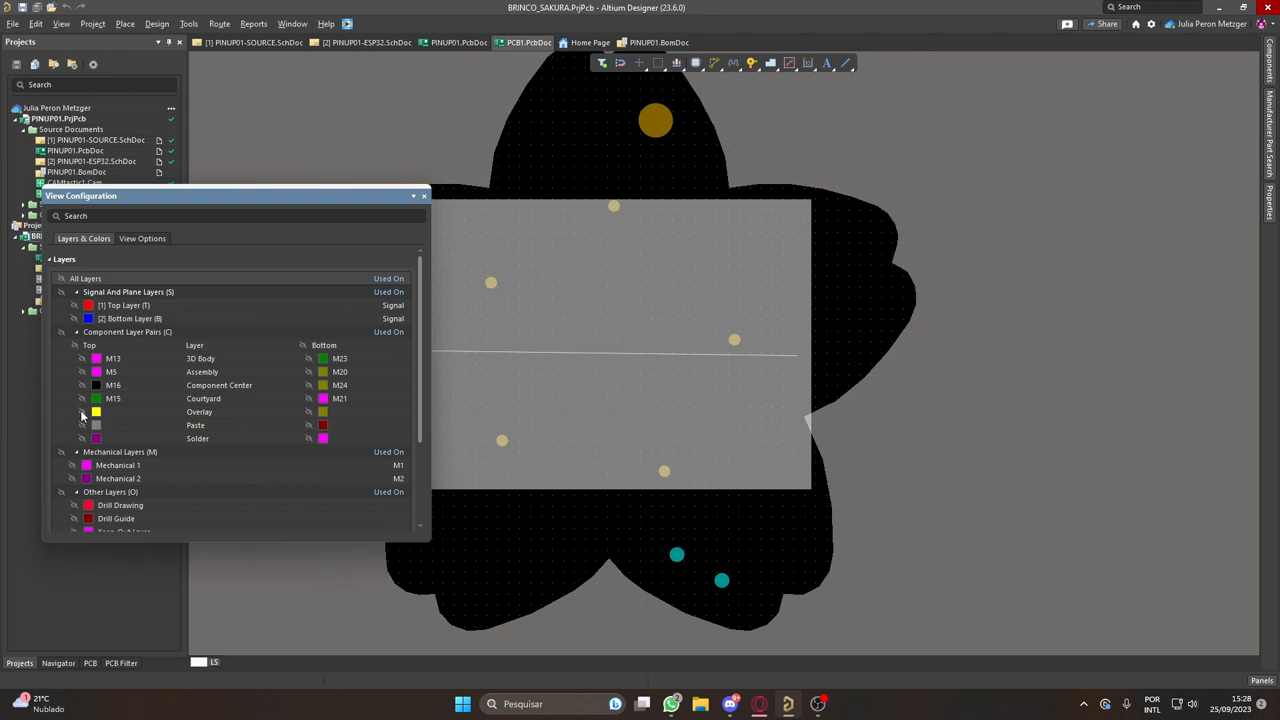 BRINCO_SAKURA.PrjPcb - Altium Designer (23.6.0)
Search
File Edit View Project Place Design Tools Route Reports Window Help
Share
Julia Peron Metzger
Projects
[1] PINUP01-SOURCE.SchDoc
[2] PINUP01-ESP32.SchDoc
PINUP01.PcbDoc
PCB1.PcbDoc
Home Page
PINUP01.BomDoc
Search
Julia Peron Metzger
PINUP01.PrjPcb
Source Documents
[1] PINUP01-SOURCE.SchDoc
PINUP01.PcbDoc
[2] PINUP01-ESP32.SchDoc
PINUP01.BomDoc
CAMtastic1.Cam
View Configuration
Search
Layers & Colors
View Options
Layers
All Layers Used On
Signal And Plane Layers (S) Used On
[1] Top Layer (T) Signal
[2] Bottom Layer (B) Signal
Component Layer Pairs (C) Used On
Top Layer Bottom
M13 3D Body M23
M5 Assembly M20
M16 Component Center M24
M15 Courtyard M21
Overlay
Paste
Solder
Mechanical Layers (M) Used On
Mechanical 1 M1
Mechanical 2 M2
Other Layers (O) Used On
Drill Drawing
Drill Guide
Components
Manufacturer Part Search
Properties
Projects Navigator PCB PCB Filter
LS
Panels
21°C
Nublado
Pesquisar
POR
INTL
15:28
25/09/2023